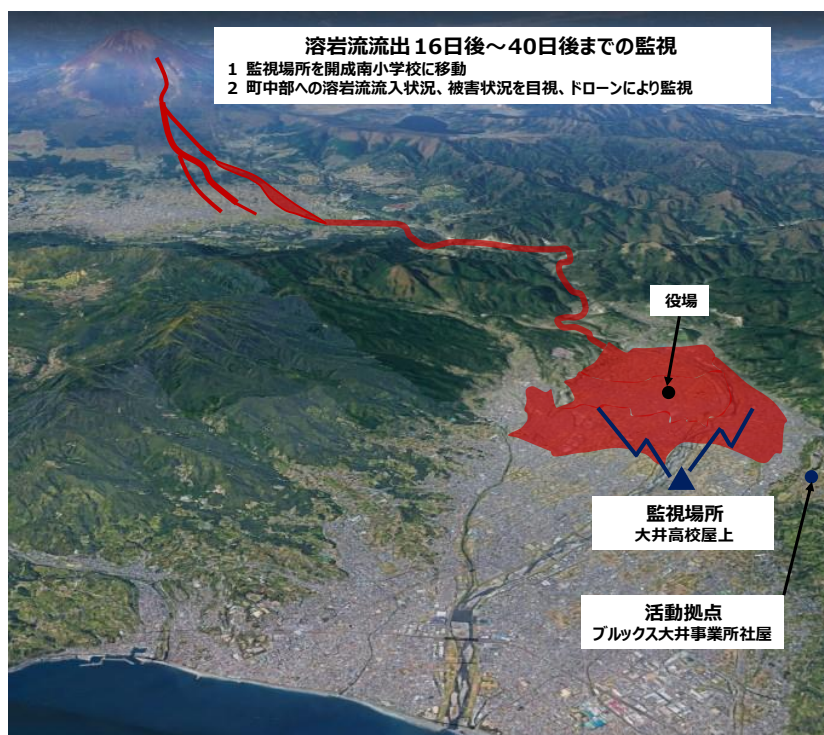 溶岩流流出16日後～40日後までの監視
1 監視場所を開成南小学校に移動
2 町中部への溶岩流流入状況、被害状況を目視、ドローンにより監視
役場
監視場所
大井高校屋上
活動拠点
ブルックス大井事業所社屋